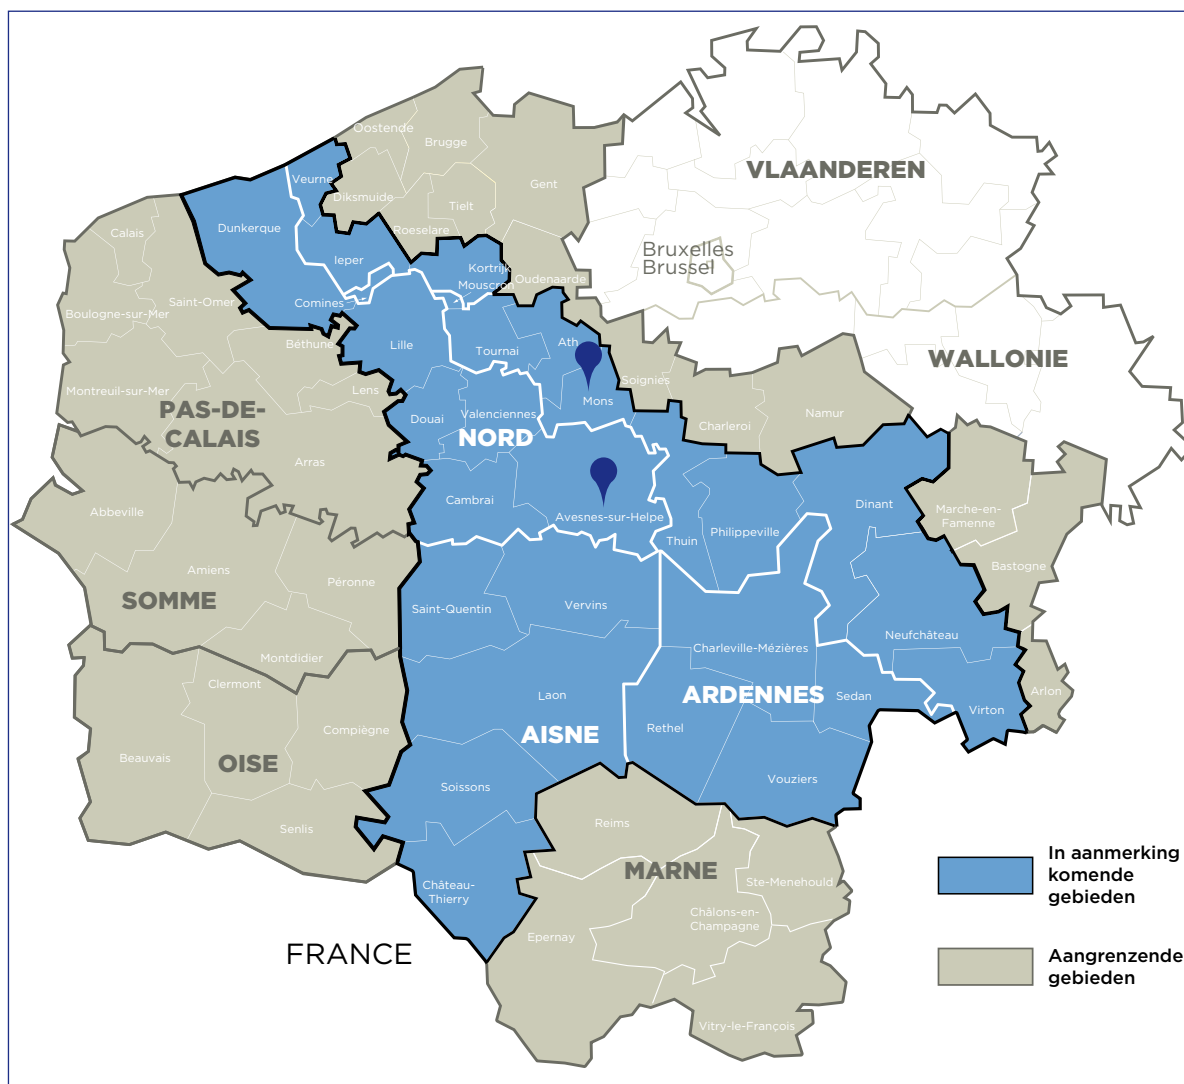 Oostende
Brugge
VLAANDEREN
Veurne
Gent
Diksmuide
Tielt
Dunkerque
Calais
Roeselare
Bruxelles
Brussel
Ieper
Kortrijk
Mouscron
Oudenaarde
Saint-Omer
Comines
Boulogne-sur-Mer
Béthune
Lille
Tournai
Ath
WALLONIE
Soignies
Montreuil-sur-Mer
Lens
Mons
PAS-DE-
CALAIS
Douai
Valenciennes
NORD
Charleroi
Namur
Arras
Cambrai
Abbeville
Avesnes-sur-Helpe
Dinant
Marche-en-
Famenne
Thuin
Philippeville
Amiens
Péronne
Bastogne
SOMME
Saint-Quentin
Vervins
Neufchâteau
Montdidier
Charleville-Mézières
Clermont
Laon
ARDENNES
Sedan
Arlon
Virton
Compiègne
Rethel
AISNE
Beauvais
OISE
Soissons
Vouziers
Senlis
Reims
MARNE
Château-
Thierry
Ste-Menehould
Châlons-en-
Champagne
Epernay
FRANCE
Vitry-le-François
In aanmerking
komende
gebieden
Aangrenzende
gebieden